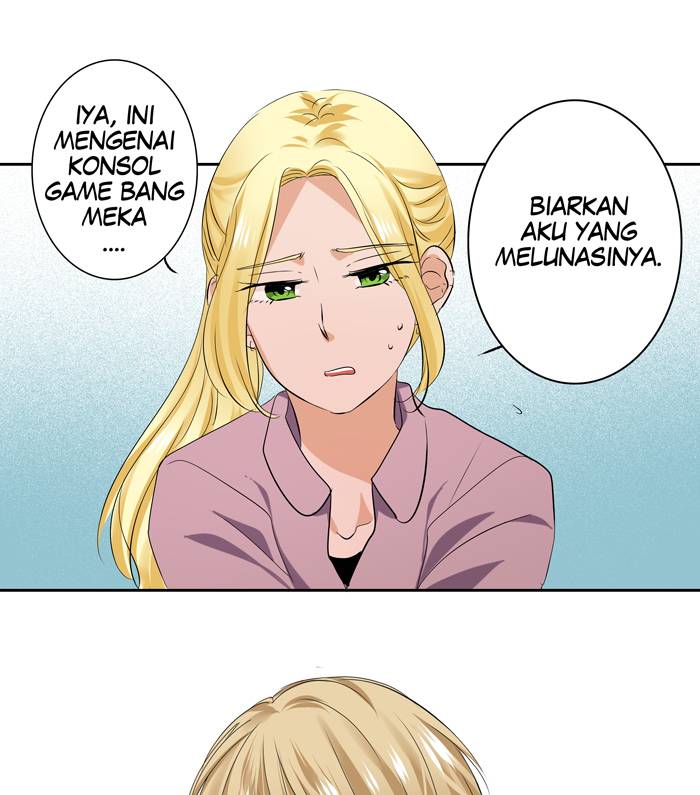 IYA, INI
MENGENAI
KONSOL
GAME BANG
MEKA
....
BIARKAN
AKU YANG
MELUNASINYA.